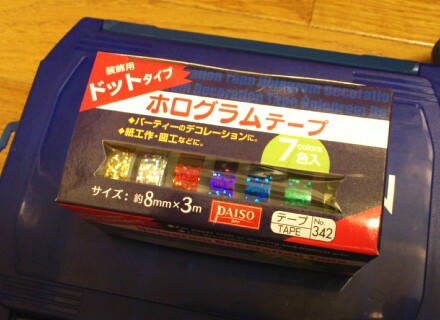 装飾用
ドットタイプ
ホログラムテープ
◆パーティーのデコレーションに。
◆紙工作・図工などに。
7 colors
色入
サイズ：約8mm×3m
DAISO
テープ
TAPE
No.
342